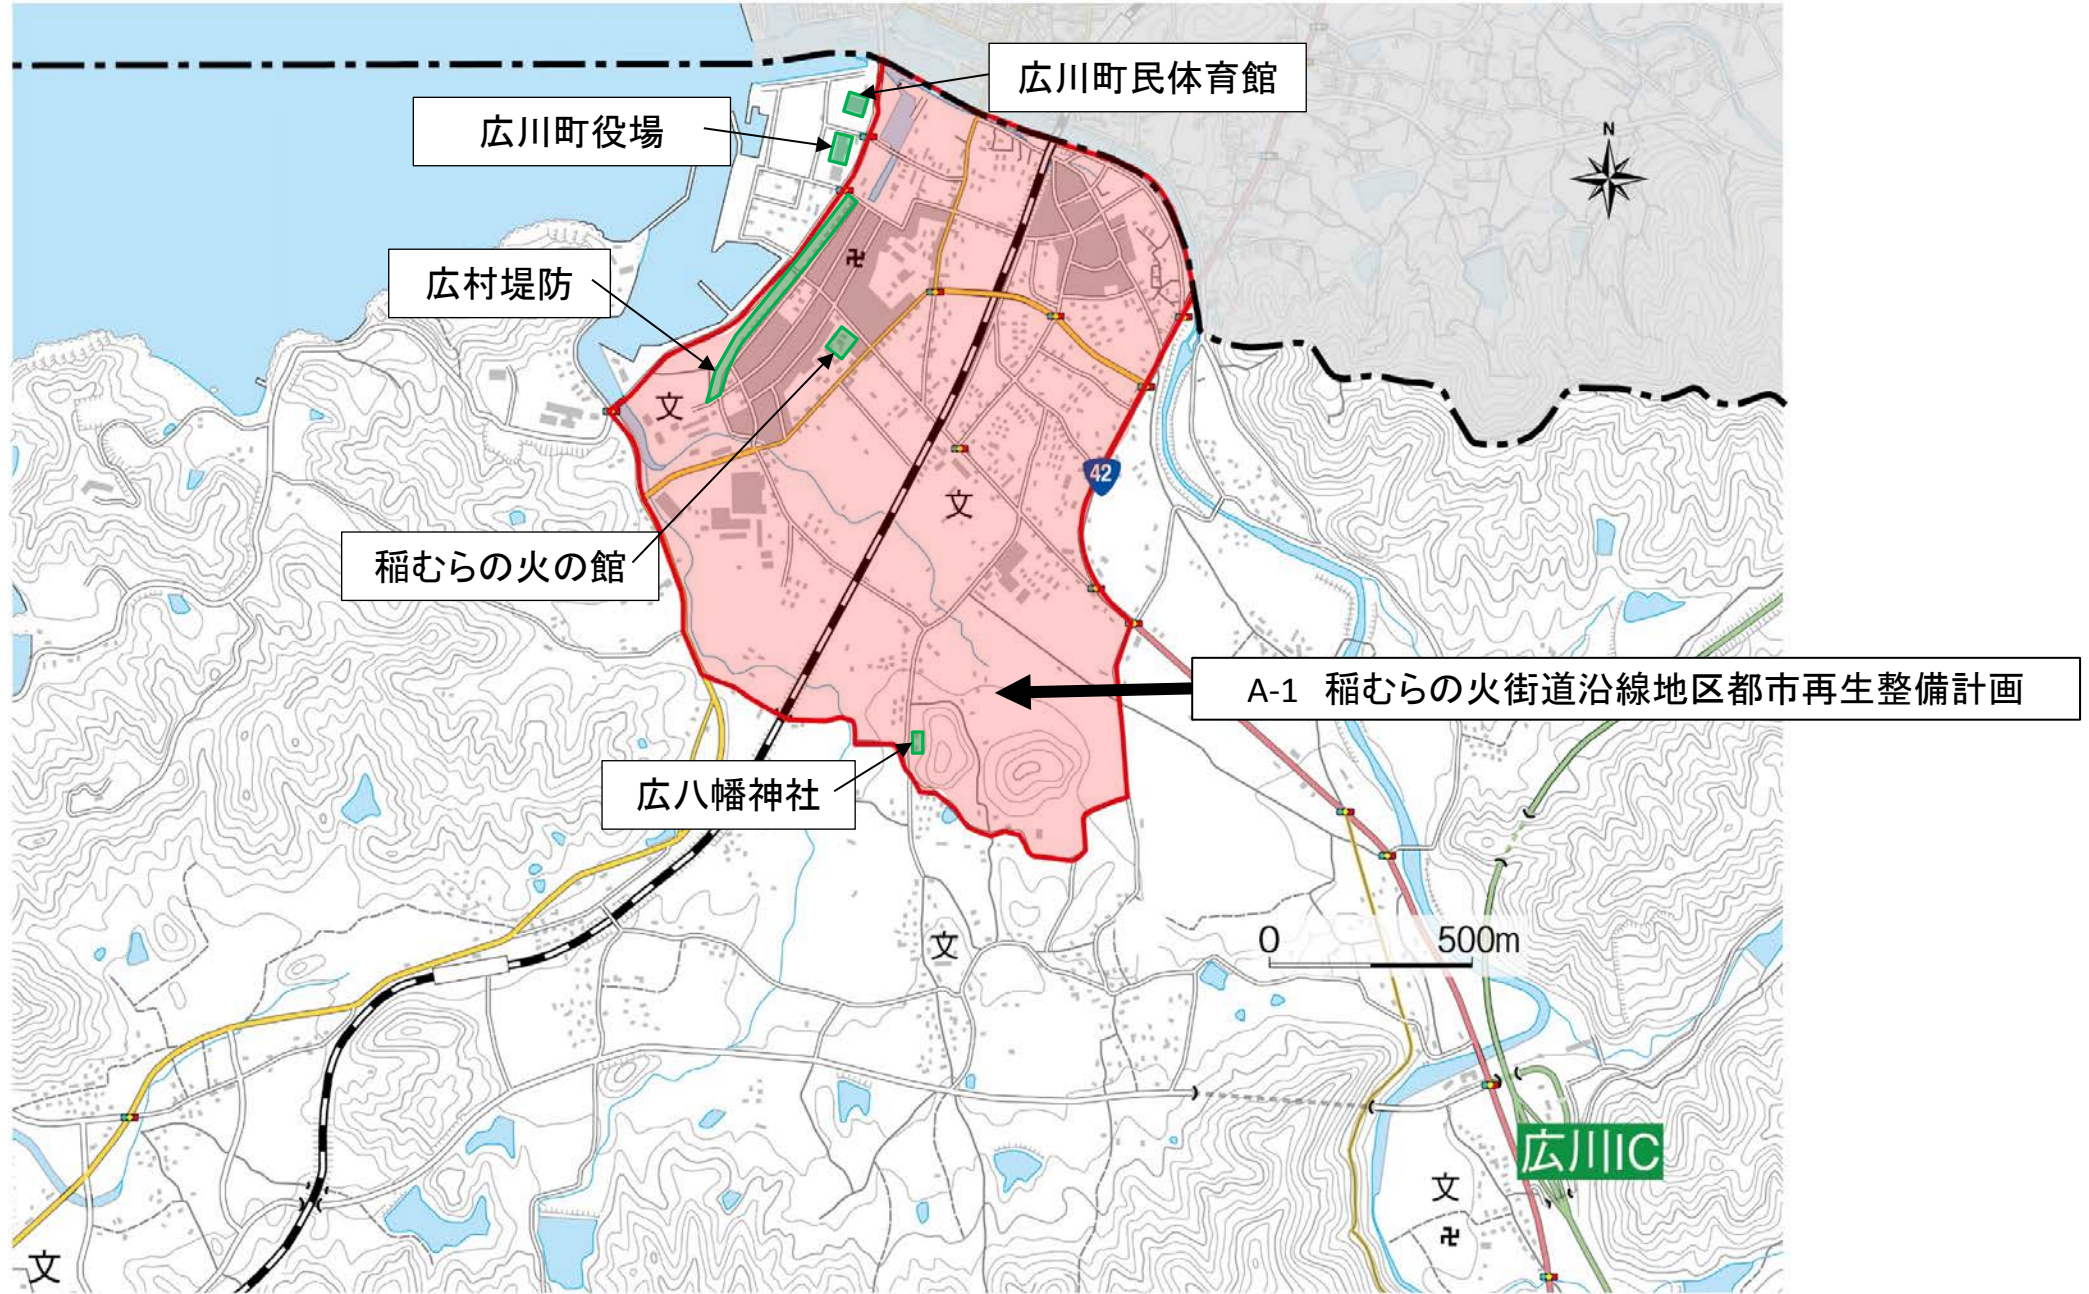 広川町民体育館
広川町役場
N
広村堤防
文
42
文
稲むらの火の館
A-1 稲むらの火街道沿線地区都市再生整備計画
広八幡神社
文
0 500m
広川IC
文
文